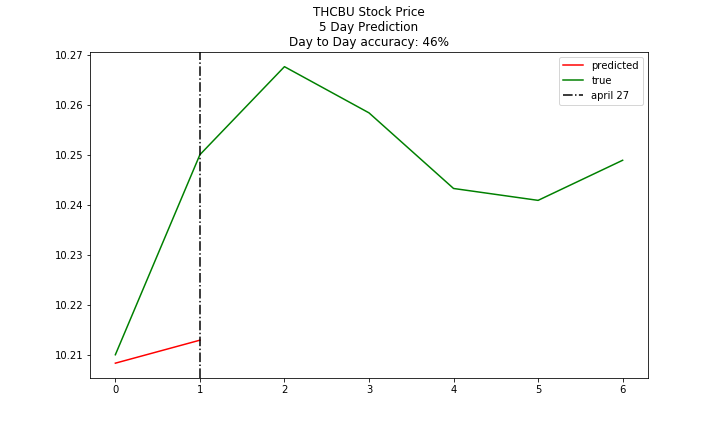 THCBU Stock Price
5 Day Prediction
Day to Day accuracy: 46%
predicted
true
april 27
10.27
10.26
10.25
10.24
10.23
10.22
10.21
0 1 2 3 4 5 6